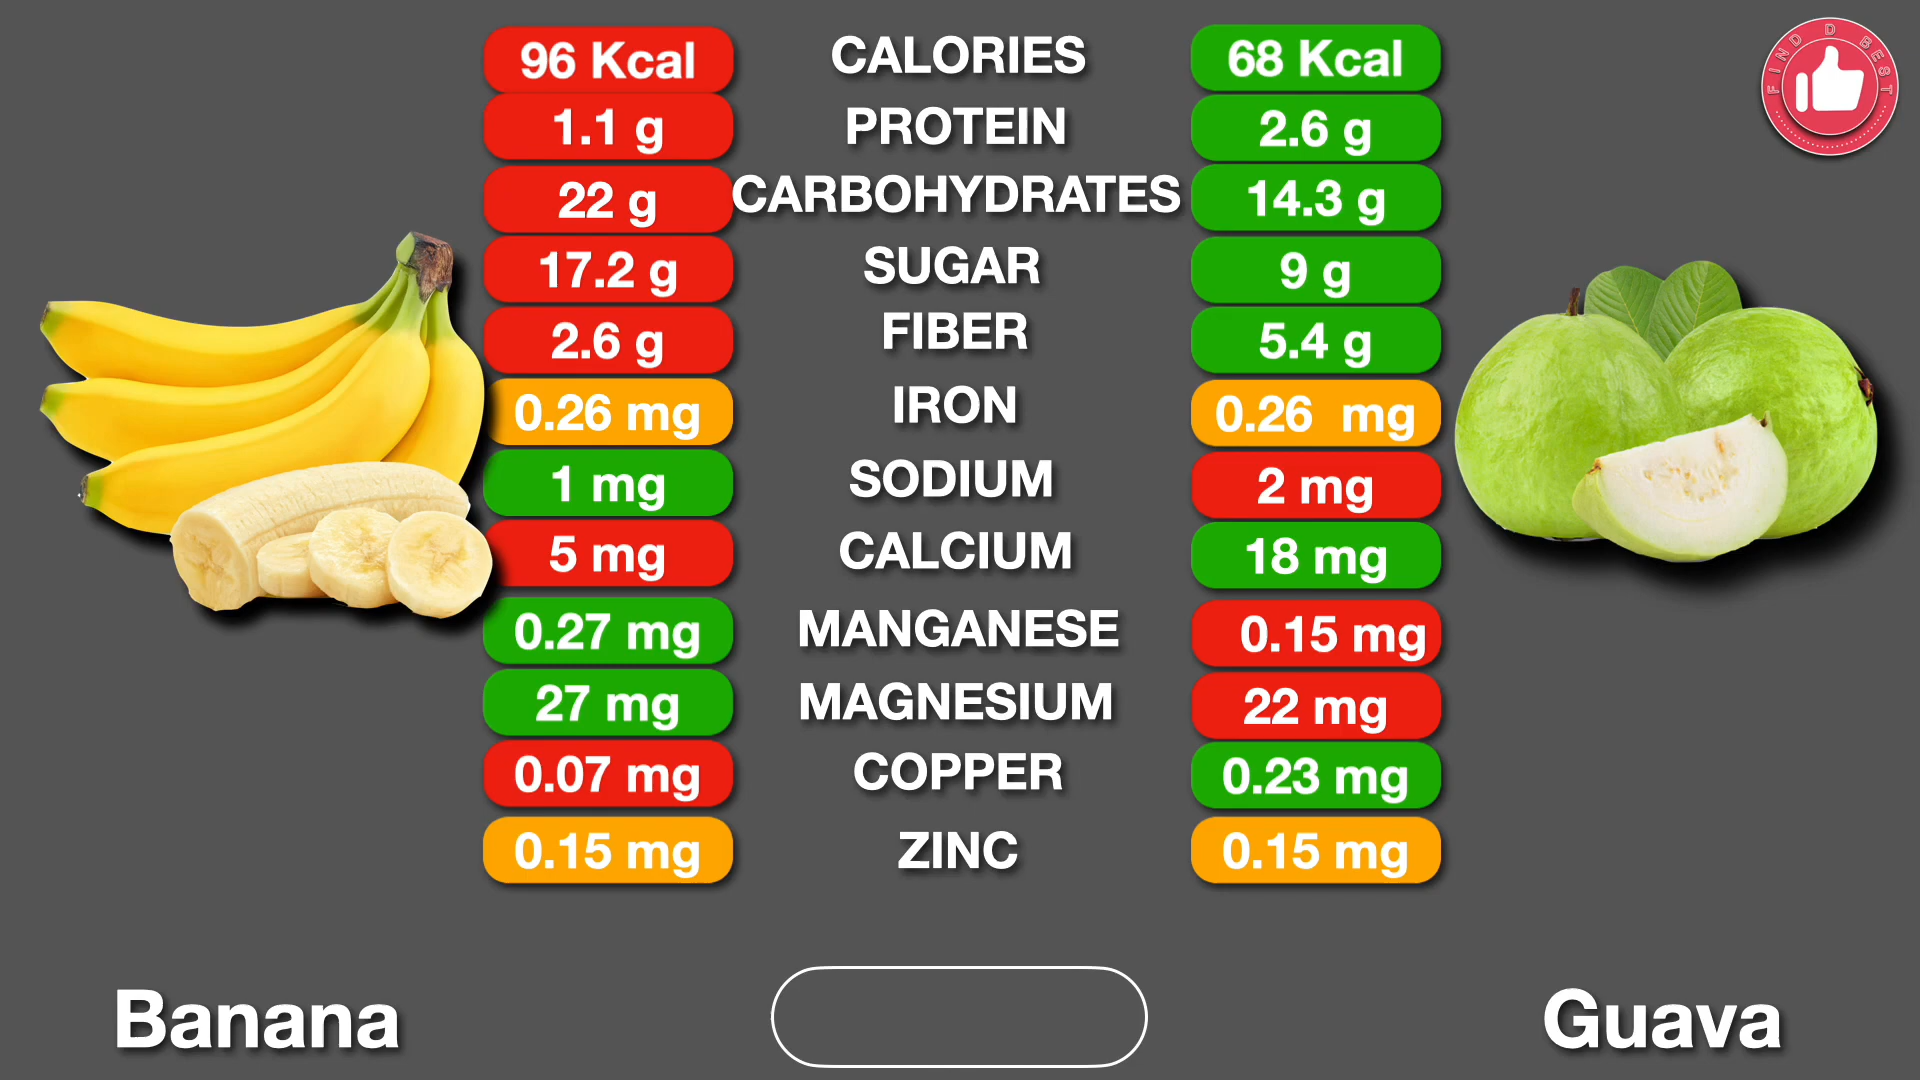 96 Kcal CALORIES 68 Kcal
1.1 g PROTEIN 2.6 g
22 g CARBOHYDRATES 14.3 g
17.2 g SUGAR 9 g
2.6 g FIBER 5.4 g
0.26 mg IRON 0.26 mg
1 mg SODIUM 2 mg
5 mg CALCIUM 18 mg
0.27 mg MANGANESE 0.15 mg
27 mg MAGNESIUM 22 mg
0.07 mg COPPER 0.23 mg
0.15 mg ZINC 0.15 mg
Banana Guava
FIND D BEST